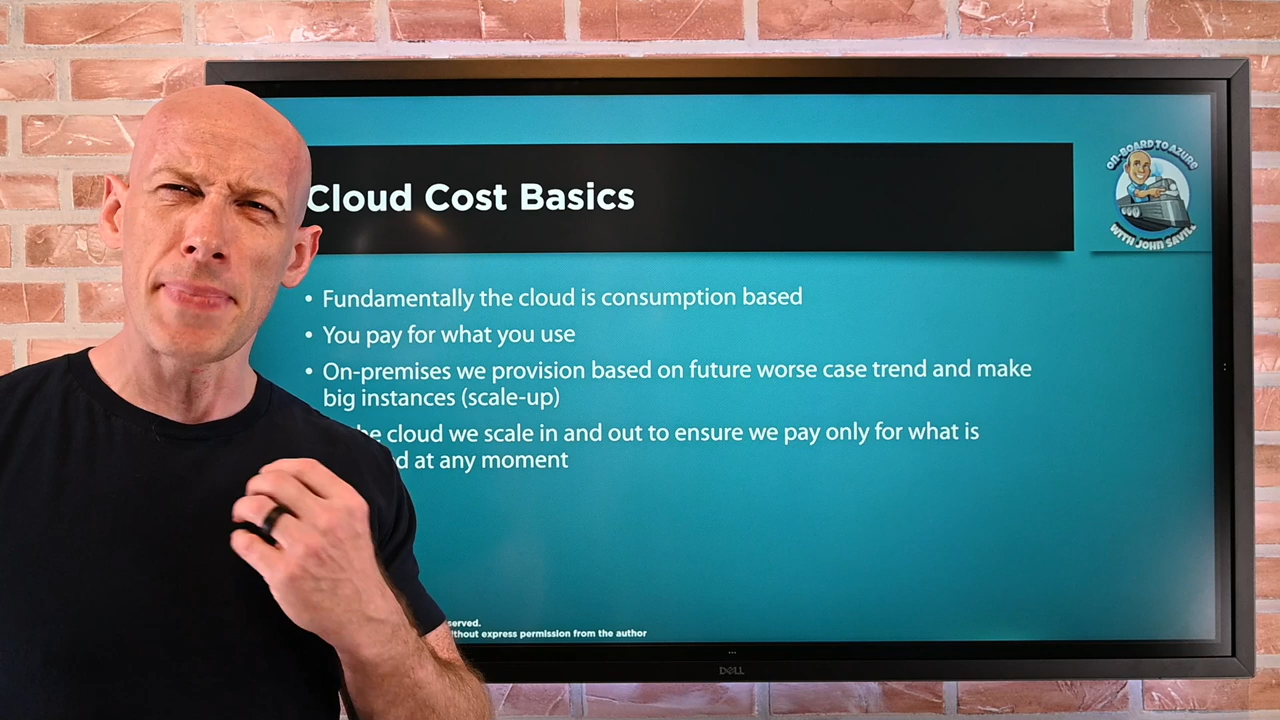 Cloud Cost Basics
ON-BOARD TO AZURE
WITH JOHN SAVILL
• Fundamentally the cloud is consumption based
• You pay for what you use
• On-premises we provision based on future worse case trend and make
big instances (scale-up)
cloud we scale in and out to ensure we pay only for what is
at any moment
express permission from the author
DELL